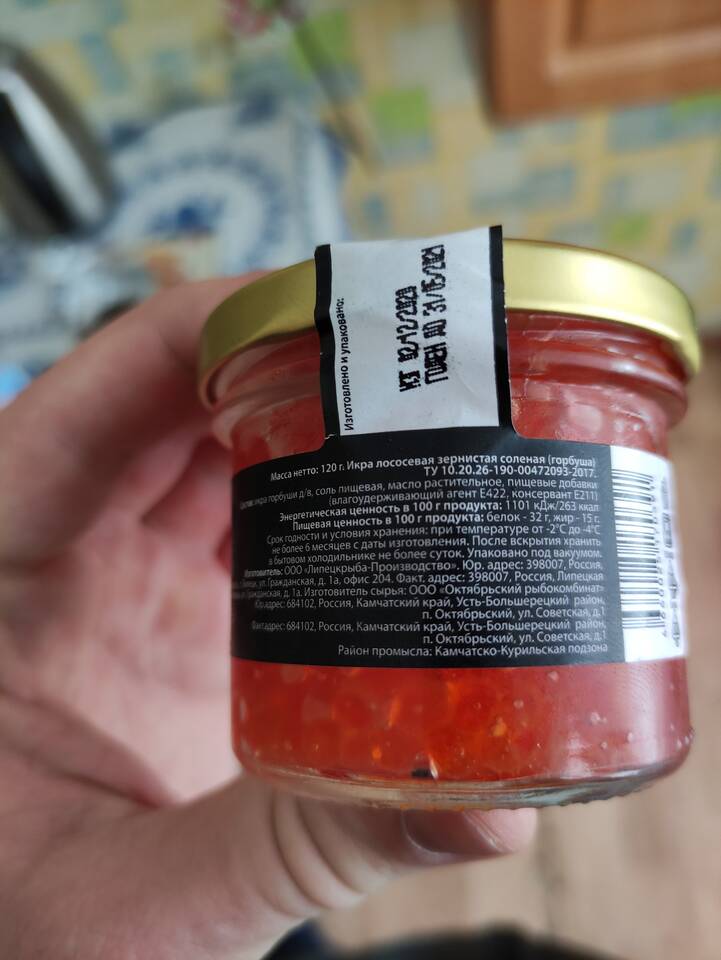 Изготовлено и упаковано:
ИЗ 02/12/2020
ГОДЕН ДО 31/05/2021
Масса нетто: 120 г. Икра лососевая зернистая соленая (горбуша)
ТУ 10.20.26-190-00472093-2017.
Состав: икра горбуши д/в, соль пищевая, масло растительное, пищевые добавки
(влагоудерживающий агент Е422, консервант Е211)
Энергетическая ценность в 100 г продукта: 1101 кДж/263 ккал
Пищевая ценность в 100 г продукта: белок - 32 г, жир - 15 г.
Срок годности и условия хранения: при температуре от -2°С до -4°С
не более 6 месяцев с даты изготовления. После вскрытия хранить
в бытовом холодильнике не более суток. Упаковано под вакуумом.
Изготовитель: ООО «Липецкрыба-Производство». Юр. адрес: 398007, Россия,
г. Липецк, ул. Гражданская, д. 1а, офис 204. Факт. адрес: 398007, Россия, Липецкая
ул. Гражданская, д. 1а. Изготовитель сырья: ООО «Октябрьский рыбокомбинат»
Юр.адрес: 684102, Россия, Камчатский край, Усть-Большерецкий район,
п. Октябрьский, ул. Советская, д.1
Факт.адрес: 684102, Россия, Камчатский край, Усть-Большерецкий район,
п. Октябрьский, ул. Советская, д.1
Район промысла: Камчатско-Курильская подзона